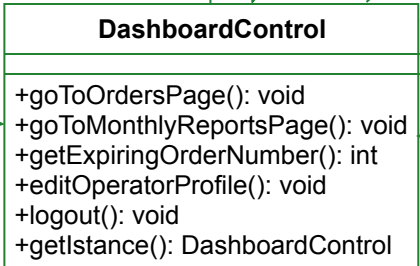 DashboardControl
+goToOrdersPage(): void
+goToMonthlyReportsPage(): void
+getExpiringOrderNumber(): int
+editOperatorProfile(): void
+logout(): void
+getIstance(): DashboardControl